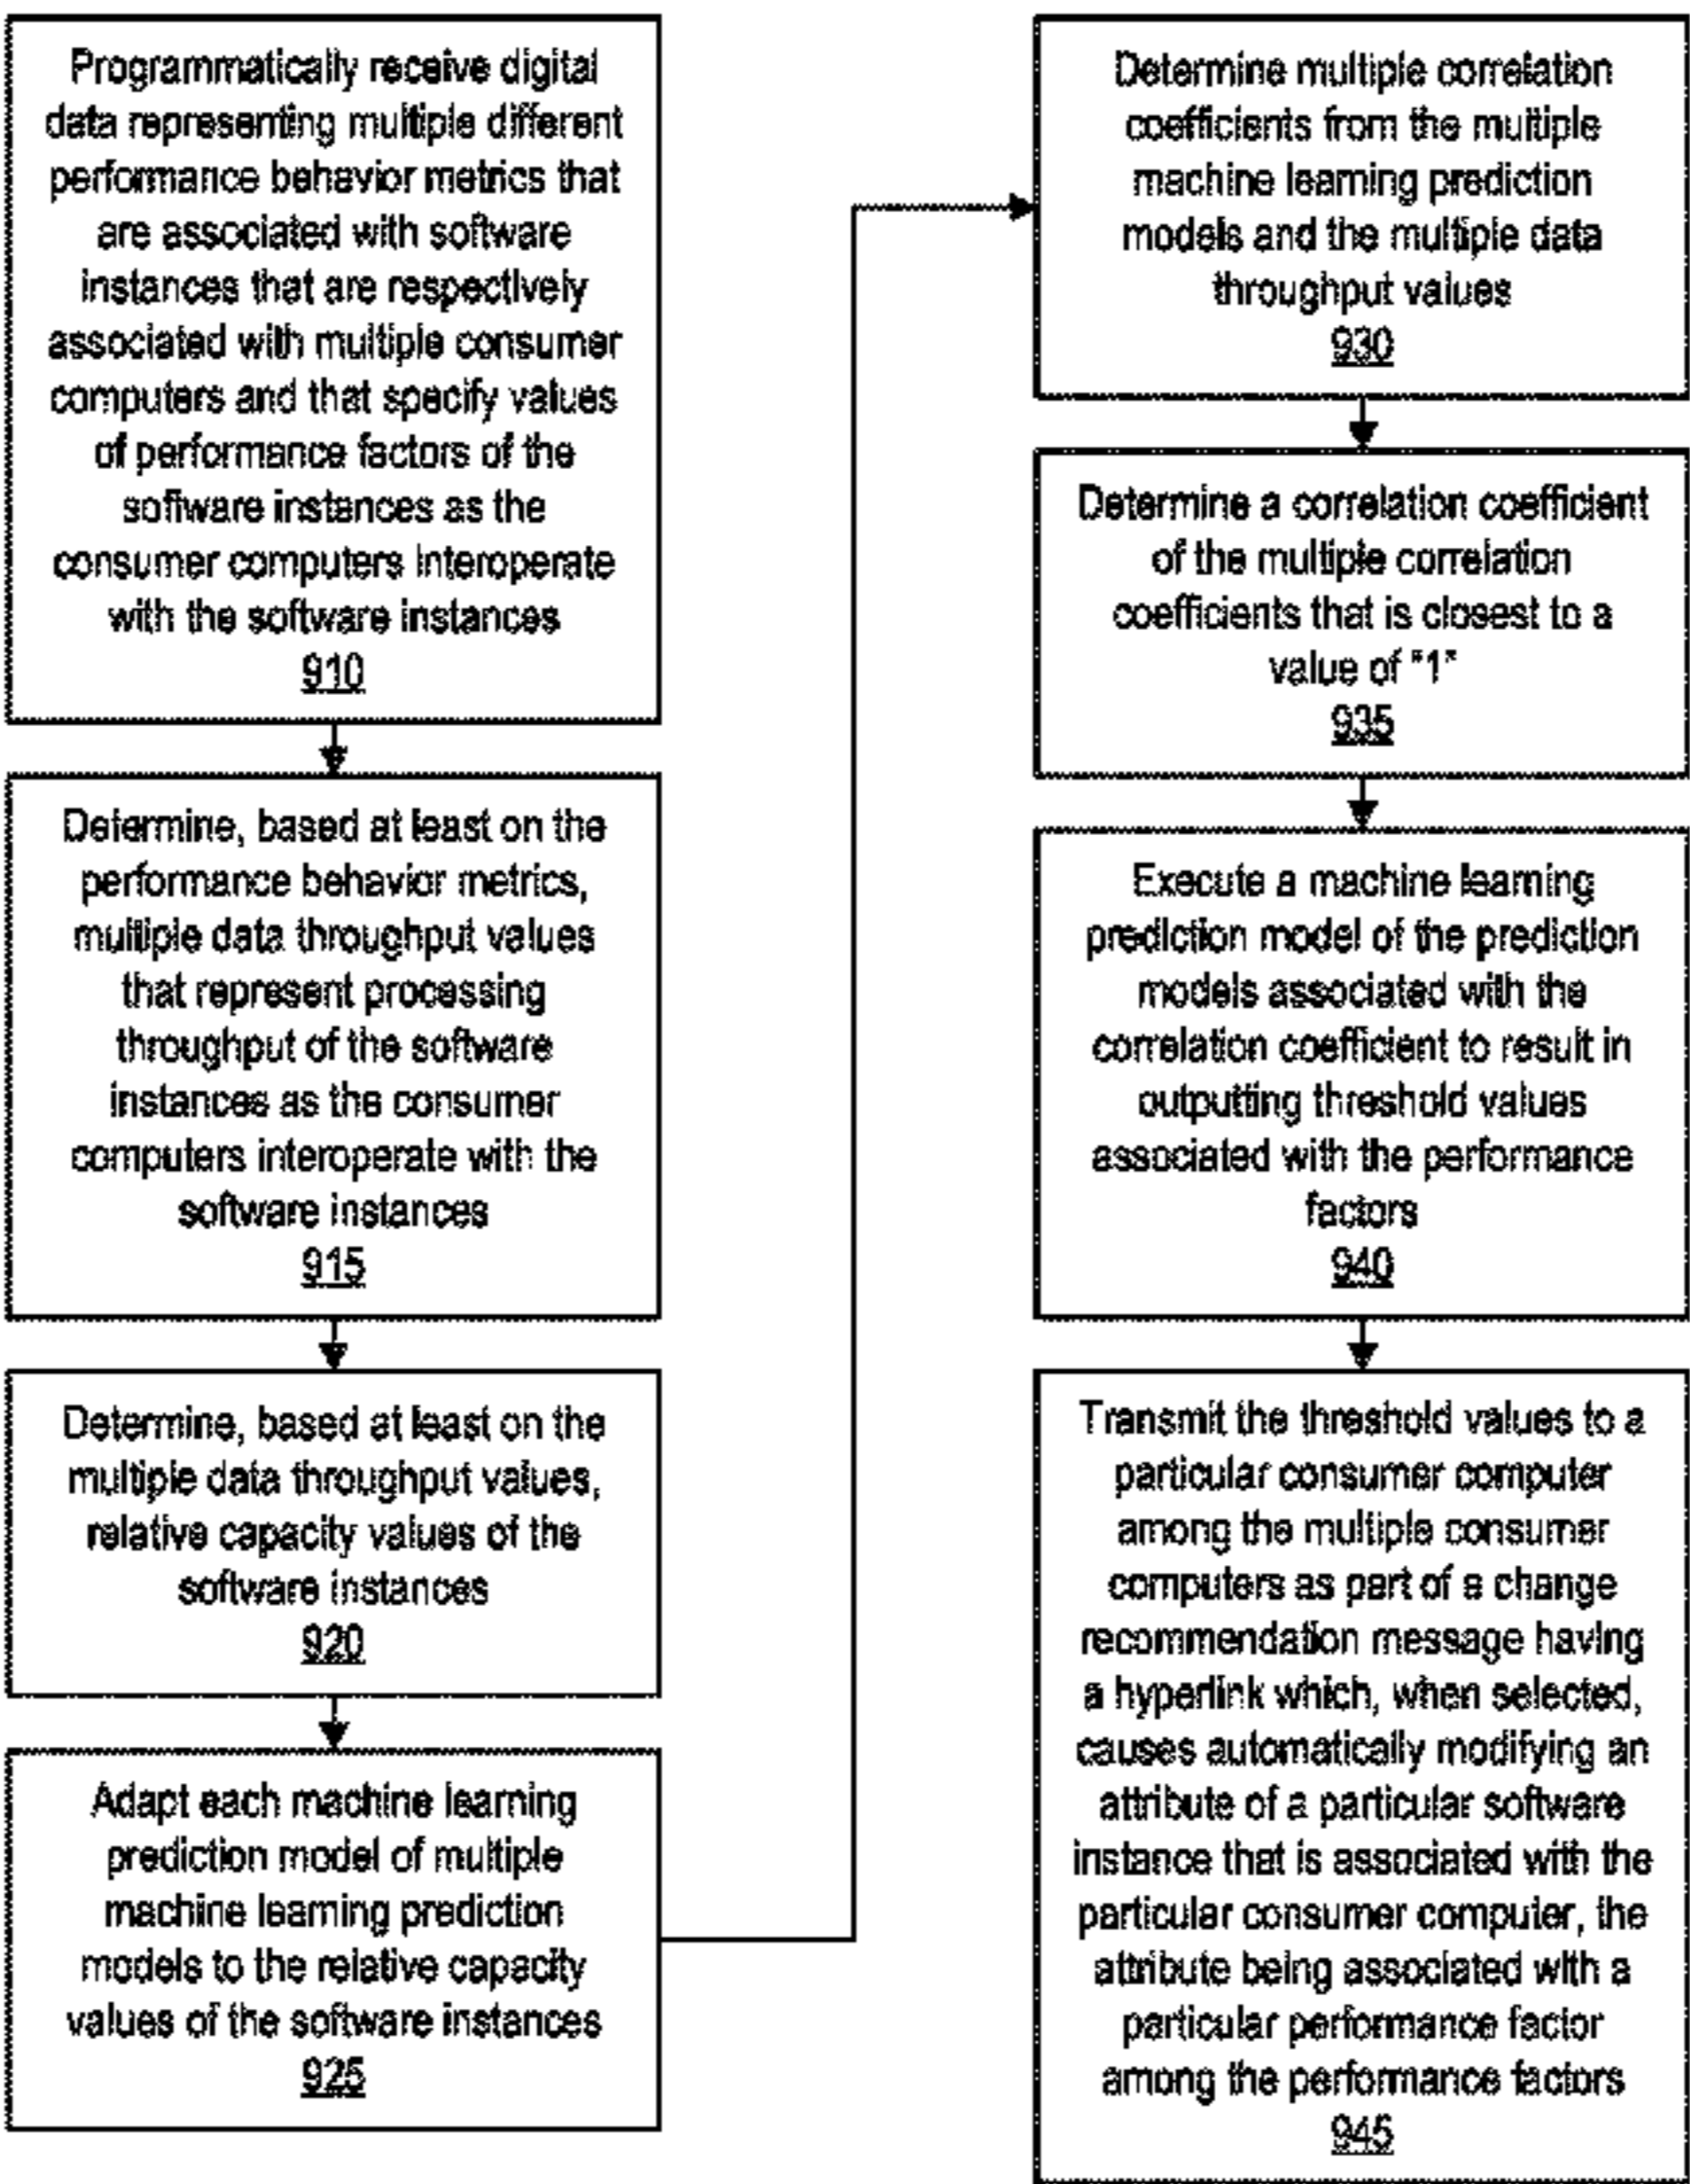 Programmatically receive digital
data representing multiple different
performance behavior metrics that
are associated with software
instances that are respectively
associated with multiple consumer
computers and that specify values
of performance factors of the
software instances as the
consumer computers interoperate
with the software instances
910
Determine, based at least on the
performance behavior metrics,
multiple data throughput values
that represent processing
throughput of the software
instances as the consumer
computers interoperate with the
software instances
915
Determine, based at least on the
multiple data throughput values,
relative capacity values of the
software instances
920
Adapt each machine learning
prediction model of multiple
machine learning prediction
models to the relative capacity
values of the software instances
925
Determine multiple correlation
coefficients from the multiple
machine learning prediction
models and the multiple data
throughput values
930
Determine a correlation coefficient
of the multiple correlation
coefficients that is closest to a
value of "1"
935
Execute a machine learning
prediction model of the prediction
models associated with the
correlation coefficient to result in
outputting threshold values
associated with the performance
factors
940
Transmit the threshold values to a
particular consumer computer
among the multiple consumer
computers as part of a change
recommendation message having
a hyperlink which, when selected,
causes automatically modifying an
attribute of a particular software
instance that is associated with the
particular consumer computer, the
attribute being associated with a
particular performance factor
among the performance factors
945